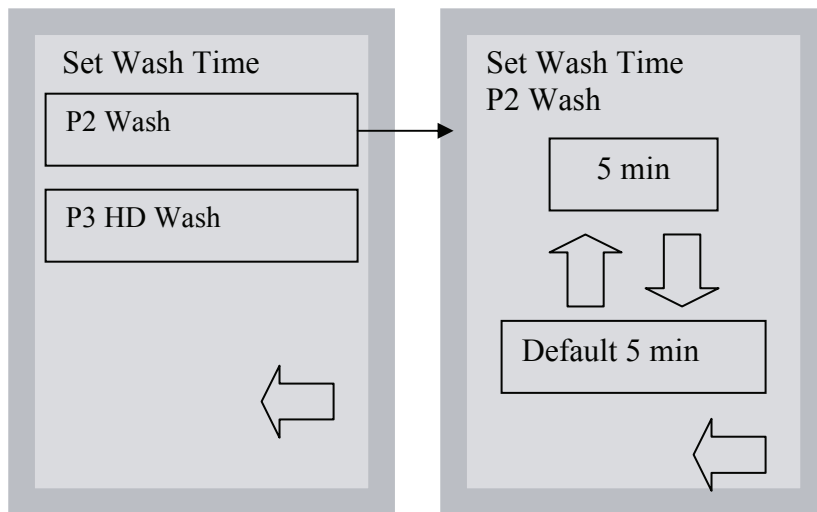 Set Wash Time
P2 Wash
P3 HD Wash
Set Wash Time
P2 Wash
5 min
Default 5 min